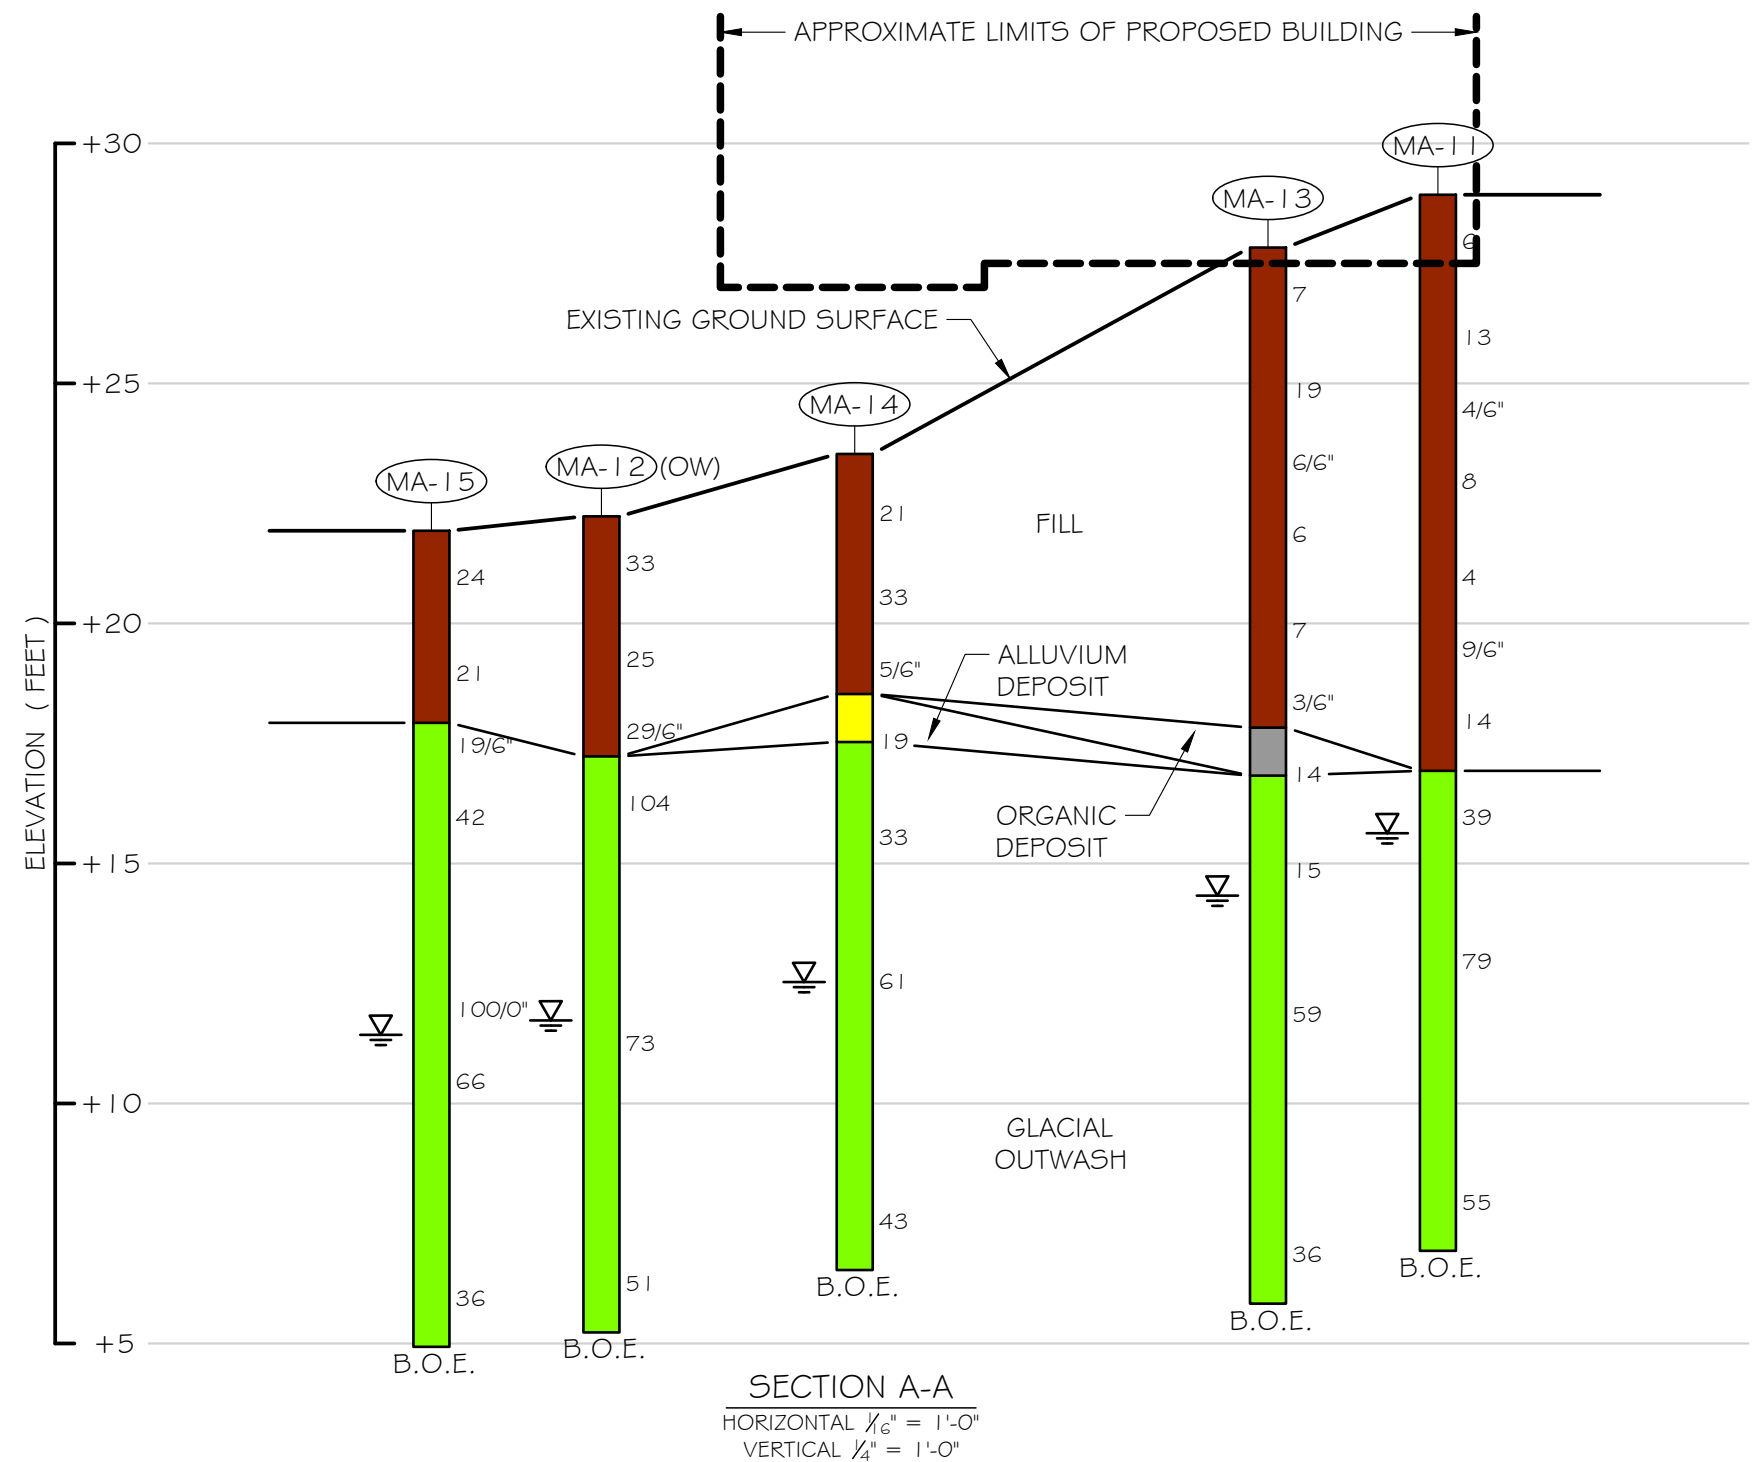 APPROXIMATE LIMITS OF PROPOSED BUILDING
+30
MA-11
MA-13
6
7
EXISTING GROUND SURFACE
13
+25
19
MA-14
4/6"
MA-12 (OW)
6/6"
MA-15
8
21
FILL
6
33
24
4
33
+20
7
ELEVATION ( FEET )
25
9/6"
ALLUVIUM
DEPOSIT
21
5/6"
3/6"
14
29/6"
19/6"
19
14
104
ORGANIC
DEPOSIT
42
39
33
+15
15
79
61
100/0"
59
73
66
+10
GLACIAL
OUTWASH
55
43
36
B.O.E.
51
B.O.E.
36
B.O.E.
+5
B.O.E.
B.O.E.
SECTION A-A
HORIZONTAL 1/16" = 1'-0"
VERTICAL 1/4" = 1'-0"